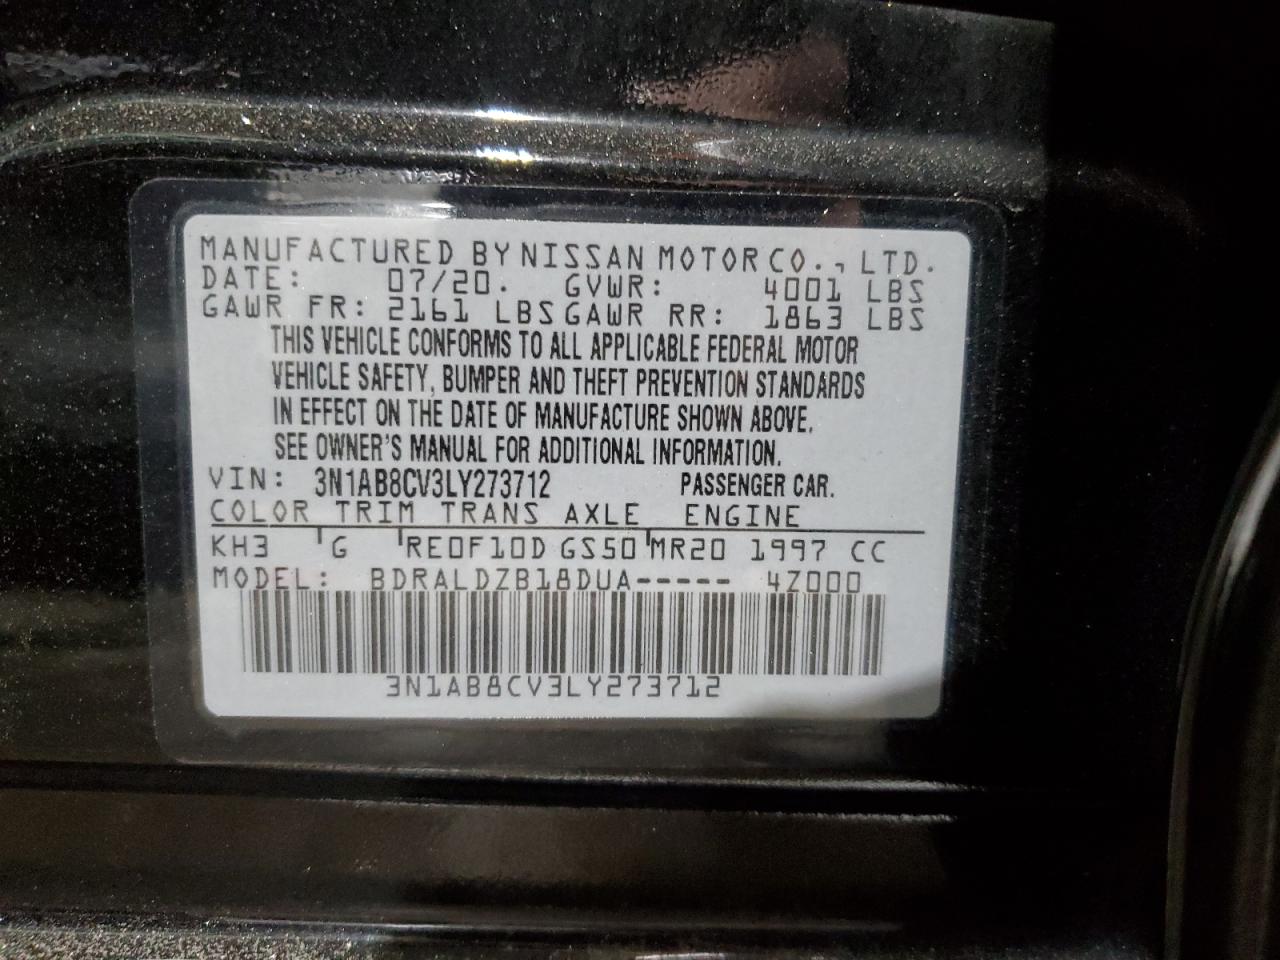 MANUFACTURED BY NISSAN MOTOR CO., LTD.
DATE: 07/20. GVWR: 4001 LBS
GAWR FR: 2161 LBS GAWR RR: 1863 LBS
THIS VEHICLE CONFORMS TO ALL APPLICABLE FEDERAL MOTOR
VEHICLE SAFETY, BUMPER AND THEFT PREVENTION STANDARDS
IN EFFECT ON THE DATE OF MANUFACTURE SHOWN ABOVE.
SEE OWNER'S MANUAL FOR ADDITIONAL INFORMATION.
VIN: 3N1AB8CV3LY273712 PASSENGER CAR.
COLOR TRIM TRANS AXLE ENGINE
KH3 G RE0F10D GS50 MR20 1997 CC
MODEL: BDRALDZB18DUA----- 4Z000
3N1AB8CV3LY273712